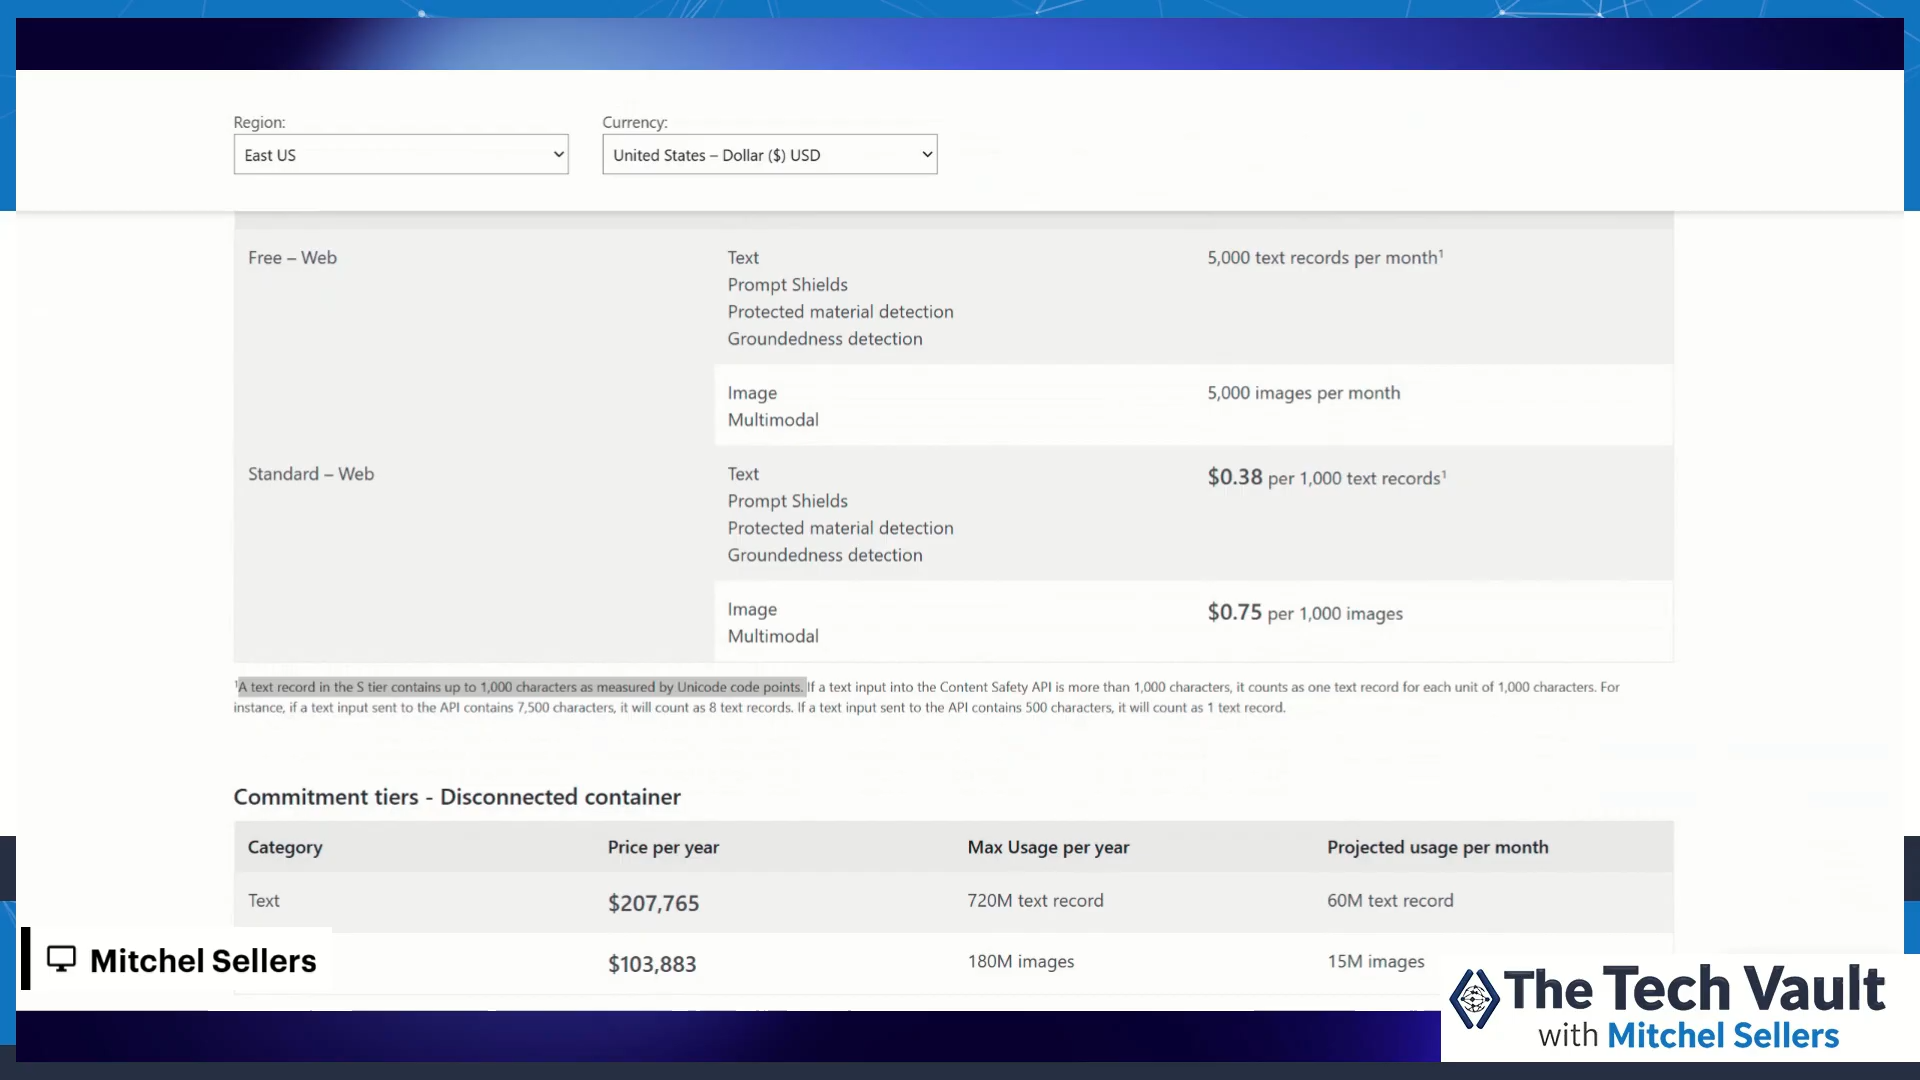 Region:
Currency:
East US
United States – Dollar ($) USD
Free – Web
Text
5,000 text records per month¹
Prompt Shields
Protected material detection
Groundedness detection
Image
5,000 images per month
Multimodal
Standard – Web
Text
$0.38 per 1,000 text records¹
Prompt Shields
Protected material detection
Groundedness detection
Image
$0.75 per 1,000 images
Multimodal
¹A text record in the S tier contains up to 1,000 characters as measured by Unicode code points. If a text input into the Content Safety API is more than 1,000 characters, it counts as one text record for each unit of 1,000 characters. For
instance, if a text input sent to the API contains 7,500 characters, it will count as 8 text records. If a text input sent to the API contains 500 characters, it will count as 1 text record.
Commitment tiers - Disconnected container
Category Price per year Max Usage per year Projected usage per month
Text $207,765 720M text record 60M text record
$103,883 180M images 15M images
Mitchel Sellers
The Tech Vault
with Mitchel Sellers